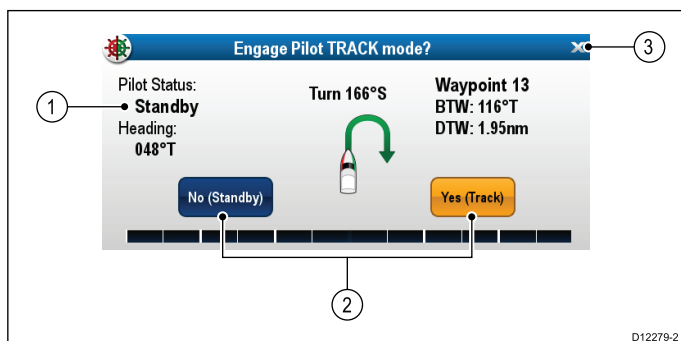 Engage Pilot TRACK mode?
X
3
Pilot Status:
Standby
Heading:
048°T
1
Turn 166°S
Waypoint 13
BTW: 116°T
DTW: 1.95nm
No (Standby)
Yes (Track)
2
D12279-2